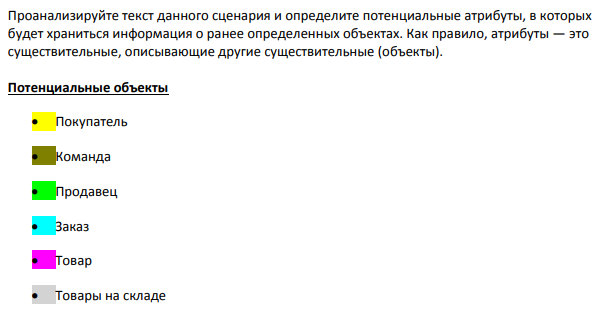 Проанализируйте текст данного сценария и определите потенциальные атрибуты, в которых
будет храниться информация о ранее определенных объектах. Как правило, атрибуты — это
существительные, описывающие другие существительные (объекты).
Потенциальные объекты
• Покупатель
• Команда
• Продавец
• Заказ
• Товар
• Товары на складе